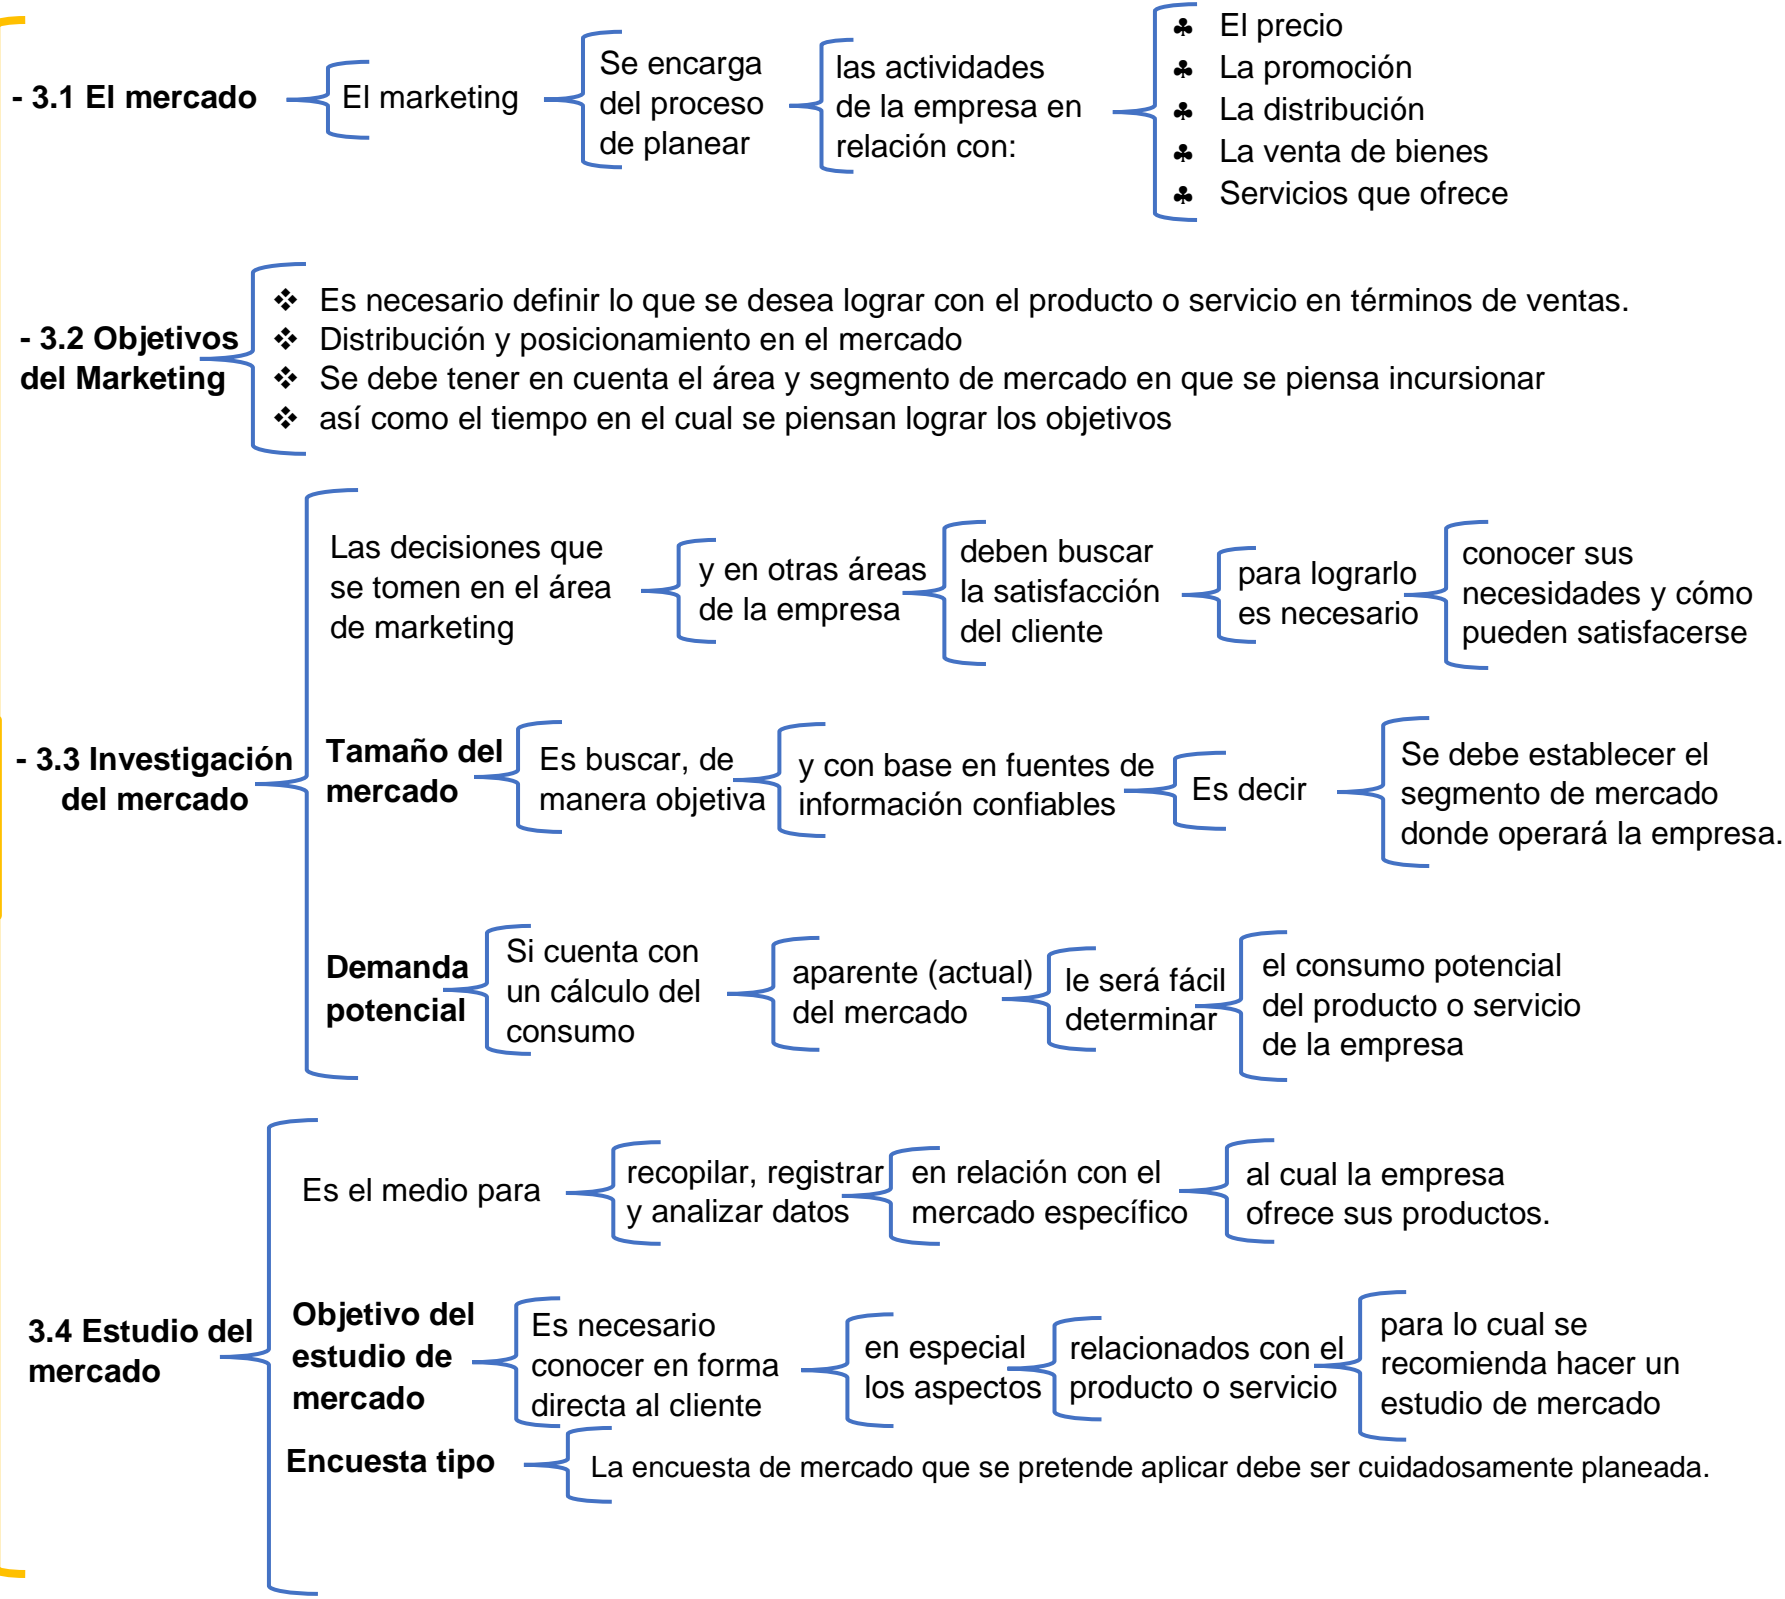 - 3.1 El mercado
El marketing
Se encarga
del proceso
de planear
las actividades
de la empresa en
relación con:
♣ El precio
♣ La promoción
♣ La distribución
♣ La venta de bienes
♣ Servicios que ofrece
- 3.2 Objetivos
del Marketing
❖ Es necesario definir lo que se desea lograr con el producto o servicio en términos de ventas.
❖ Distribución y posicionamiento en el mercado
❖ Se debe tener en cuenta el área y segmento de mercado en que se piensa incursionar
❖ así como el tiempo en el cual se piensan lograr los objetivos
- 3.3 Investigación
del mercado
Las decisiones que
se tomen en el área
de marketing
y en otras áreas
de la empresa
deben buscar
la satisfacción
del cliente
para lograrlo
es necesario
conocer sus
necesidades y cómo
pueden satisfacerse
Tamaño del
mercado
Es buscar, de
manera objetiva
y con base en fuentes de
información confiables
Es decir
Se debe establecer el
segmento de mercado
donde operará la empresa.
Demanda
potencial
Si cuenta con
un cálculo del
consumo
aparente (actual)
del mercado
le será fácil
determinar
el consumo potencial
del producto o servicio
de la empresa
3.4 Estudio del
mercado
Es el medio para
recopilar, registrar
y analizar datos
en relación con el
mercado específico
al cual la empresa
ofrece sus productos.
Objetivo del
estudio de
mercado
Es necesario
conocer en forma
directa al cliente
en especial
los aspectos
relacionados con el
producto o servicio
para lo cual se
recomienda hacer un
estudio de mercado
Encuesta tipo
La encuesta de mercado que se pretende aplicar debe ser cuidadosamente planeada.